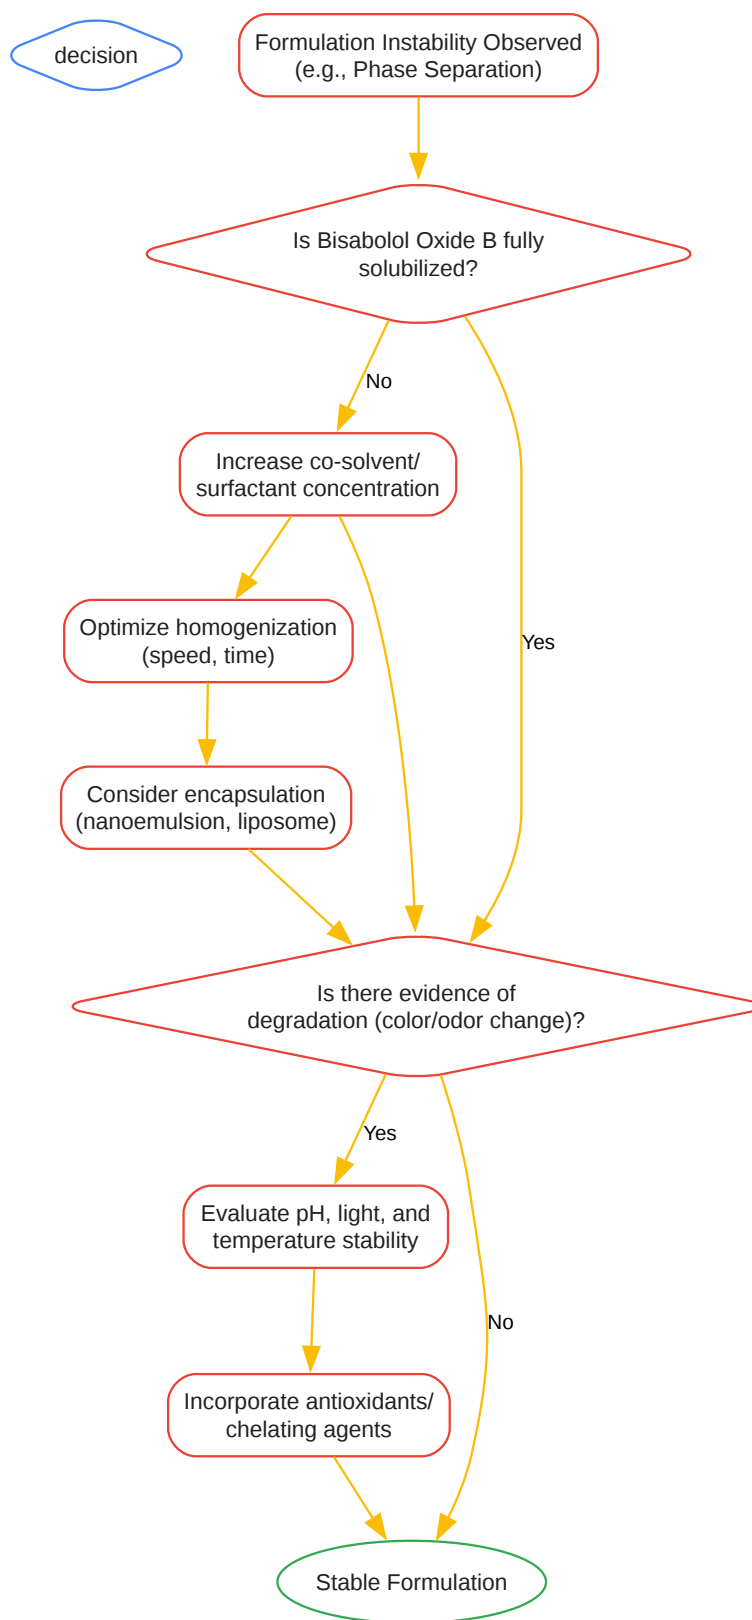 decision
Formulation Instability Observed
(e.g., Phase Separation)
Is Bisabolol Oxide B fully
solubilized?
No
Increase co-solvent/
surfactant concentration
Optimize homogenization
(speed, time)
Yes
Consider encapsulation
(nanoemulsion, liposome)
Is there evidence of
degradation (color/odor change)?
Yes
Evaluate pH, light, and
temperature stability
No
Incorporate antioxidants/
chelating agents
Stable Formulation